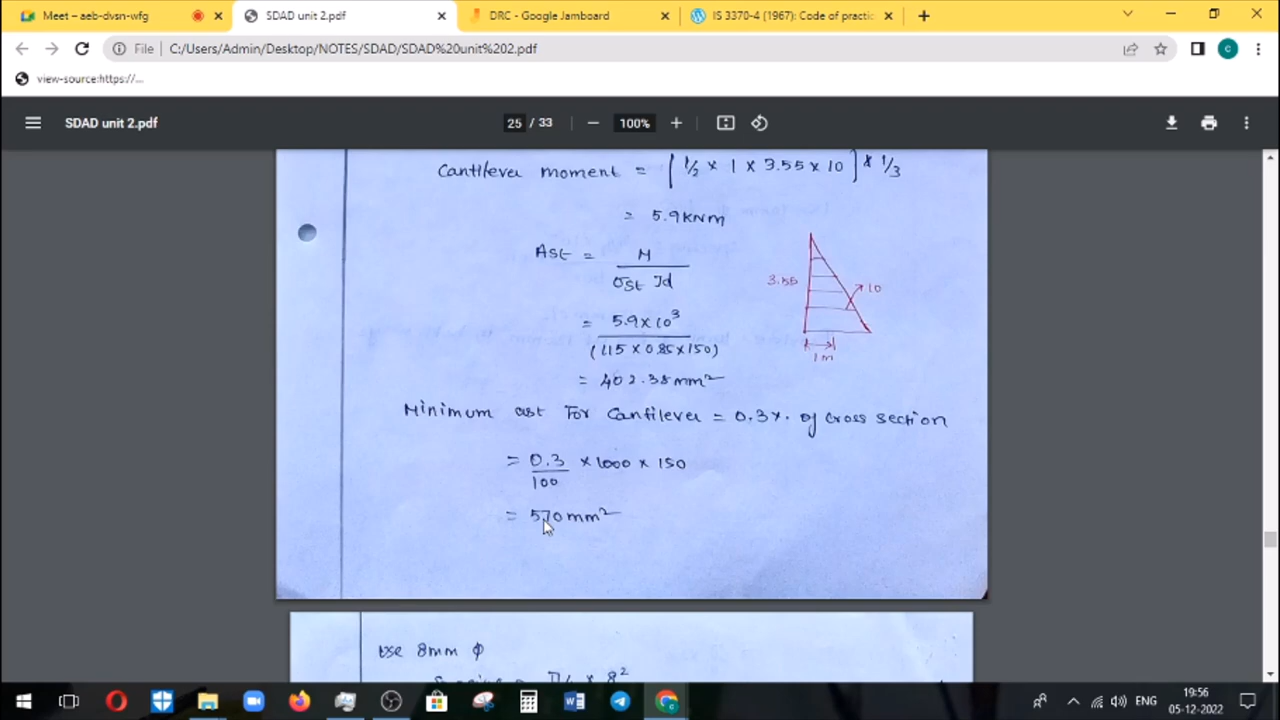 Meet – aeb-dvsn-wfg
SDAD unit 2.pdf
DRC - Google Jamboard
IS 3370-4 (1967): Code of practic
File
C:/Users/Admin/Desktop/NOTES/SDAD/SDAD%20unit%202.pdf
view-source:https://...
SDAD unit 2.pdf
25 / 33
100%
Cantilever moment = [ 1/2 × 1 × 3.55 × 10 ] * 1/3
= 5.9 KNm
Ast = M / σst Jd
= 5.9×10³ / (115 × 0.85×150)
= 402.38 mm²
3.55
10
1m
Minimum ast For Cantilever = 0.3%. of cross section
= 0.3/100 ×1000 × 150
= 570 mm²
use 8mm ϕ
ENG
19:56
05-12-2022